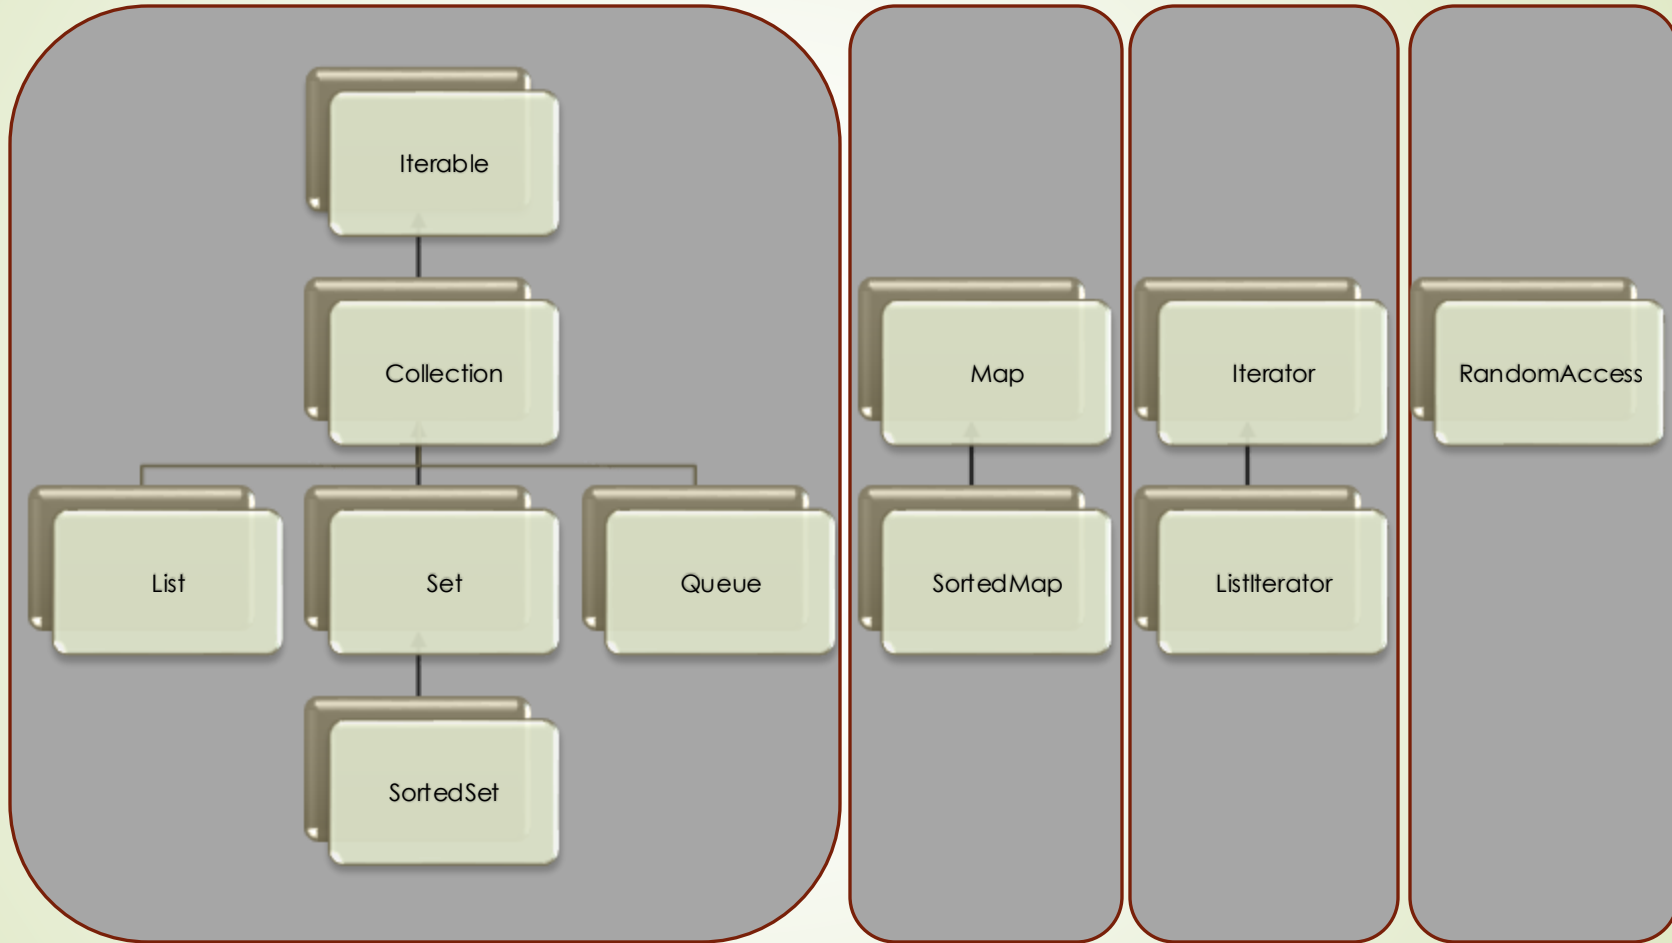 Iterable
Collection
Map
Iterator
RandomAccess
List
Set
Queue
SortedMap
ListIterator
SortedSet